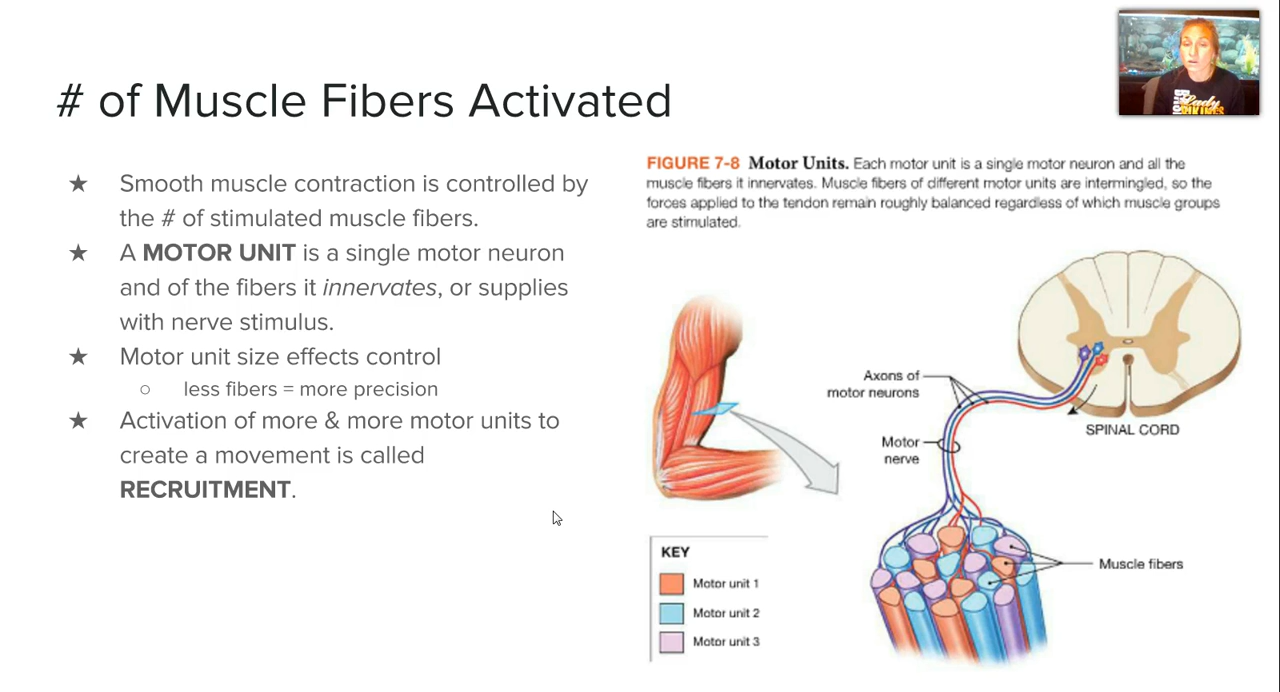 # of Muscle Fibers Activated
★ Smooth muscle contraction is controlled by
the # of stimulated muscle fibers.
★ A MOTOR UNIT is a single motor neuron
and of the fibers it innervates, or supplies
with nerve stimulus.
★ Motor unit size effects control
○ less fibers = more precision
★ Activation of more & more motor units to
create a movement is called
RECRUITMENT.
FIGURE 7-8 Motor Units. Each motor unit is a single motor neuron and all the
muscle fibers it innervates. Muscle fibers of different motor units are intermingled, so the
forces applied to the tendon remain roughly balanced regardless of which muscle groups
are stimulated.
Axons of
motor neurons
SPINAL CORD
Motor
nerve
Muscle fibers
KEY
Motor unit 1
Motor unit 2
Motor unit 3
Lady